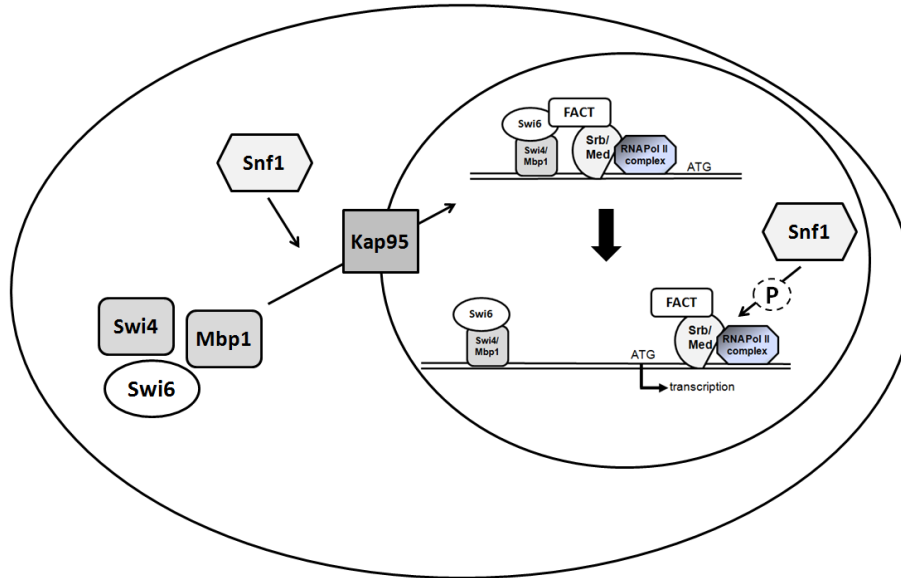 FACT
Swi6
Srb/
Med
RNAPol II
complex
Swi4/
Mbp1
ATG
Snf1
Kap95
Snf1
P
FACT
Swi6
Srb/
Med
RNAPol II
complex
Swi4/
Mbp1
ATG
transcription
Swi4
Mbp1
Swi6